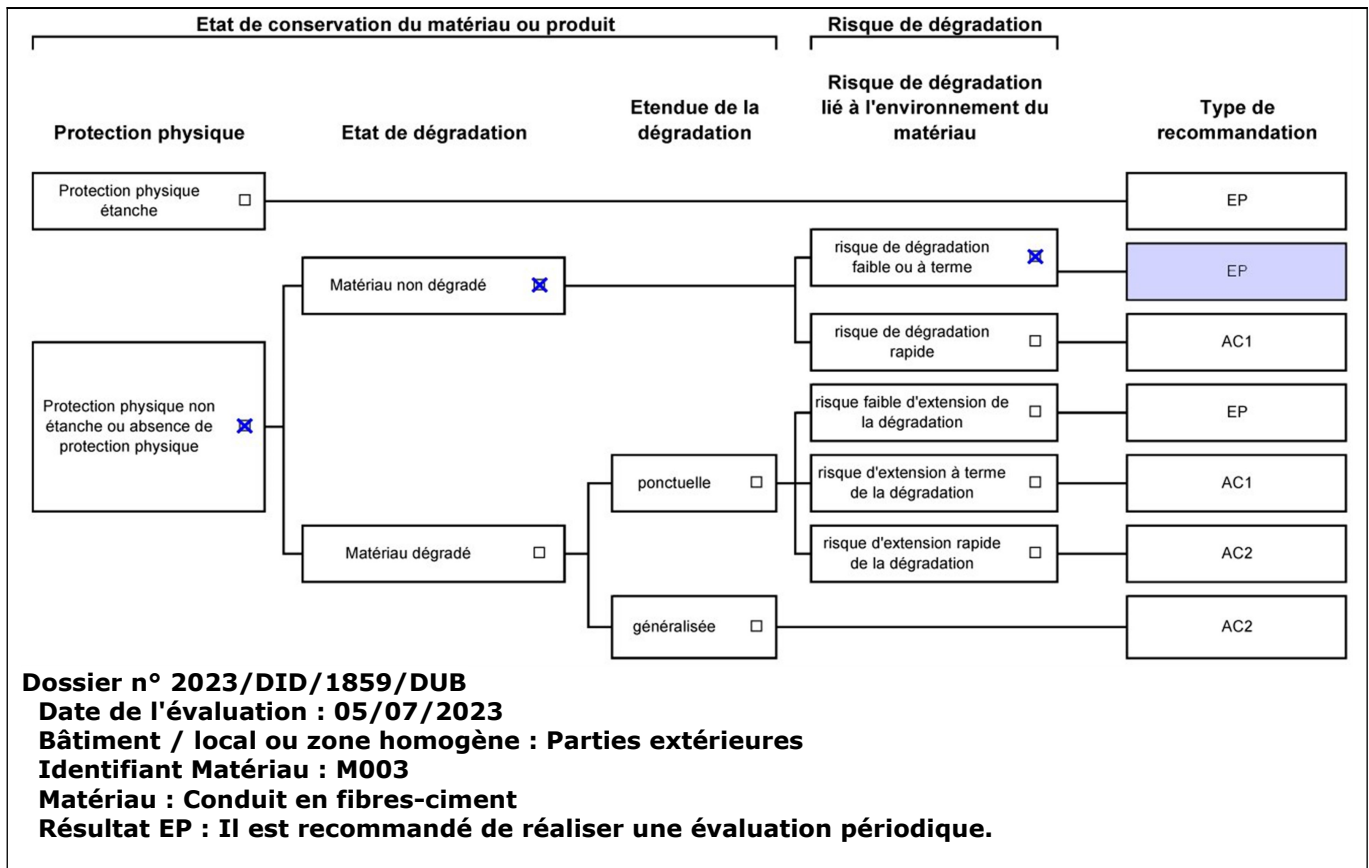 Etat de conservation du matériau ou produit
Risque de dégradation
Protection physique
Etat de dégradation
Etendue de la
dégradation
Risque de dégradation
lié à l'environnement du
matériau
Type de
recommandation
Protection physique
étanche
EP
risque de dégradation
faible ou à terme
EP
Matériau non dégradé
risque de dégradation
rapide
AC1
Protection physique non
étanche ou absence de
protection physique
risque faible d'extension de
la dégradation
EP
ponctuelle
risque d'extension à terme
de la dégradation
AC1
Matériau dégradé
risque d'extension rapide
de la dégradation
AC2
généralisée
AC2
Dossier n° 2023/DID/1859/DUB
Date de l'évaluation : 05/07/2023
Bâtiment / local ou zone homogène : Parties extérieures
Identifiant Matériau : M003
Matériau : Conduit en fibres-ciment
Résultat EP : Il est recommandé de réaliser une évaluation périodique.